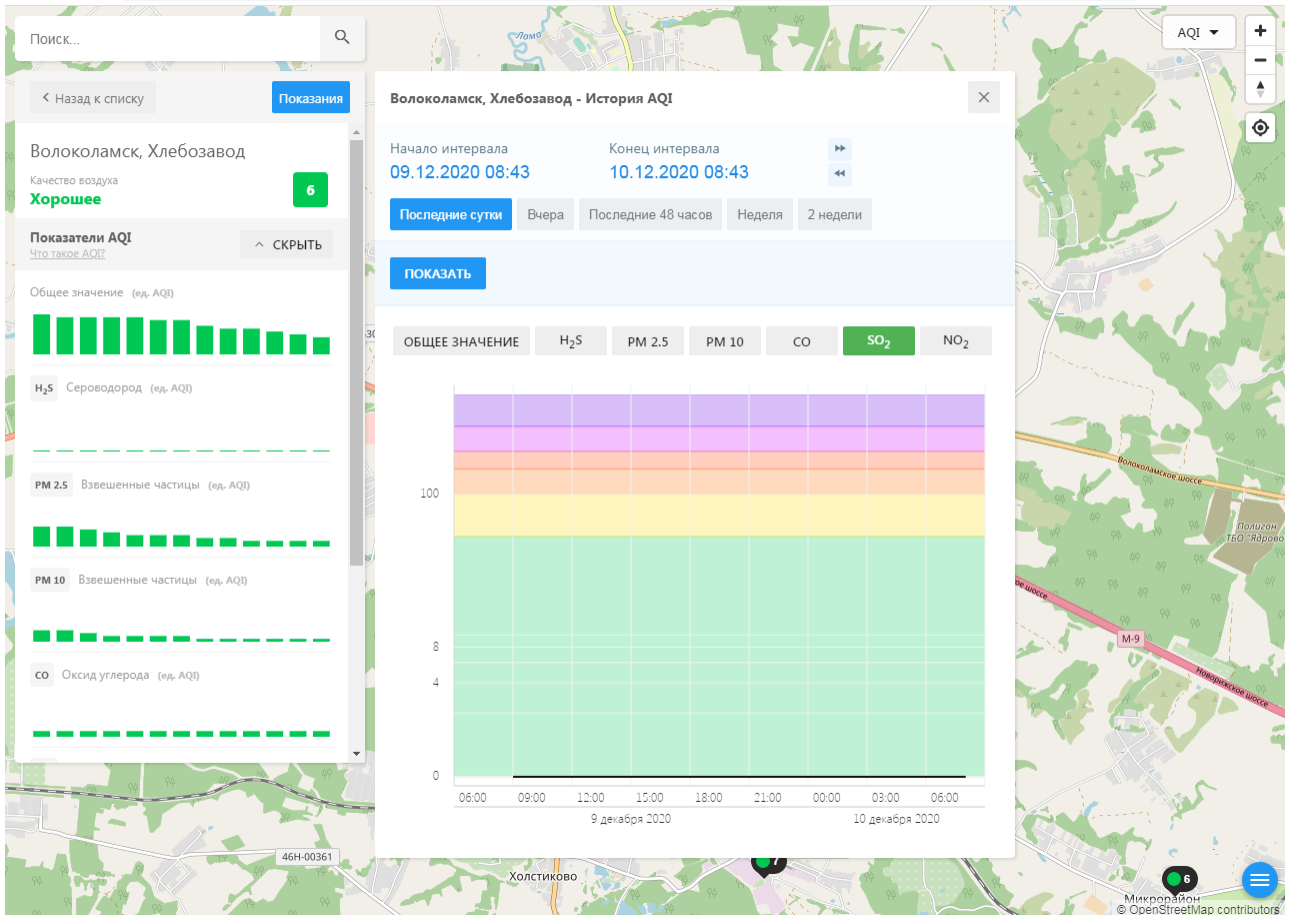 Поиск...
Назад к списку
Показания
Волоколамск, Хлебозавод
Качество воздуха
Хорошее
6
Показатели AQI
Что такое AQI?
СКРЫТЬ
Общее значение (ед. AQI)
H₂S Сероводород (ед. AQI)
PM 2.5 Взвешенные частицы (ед. AQI)
PM 10 Взвешенные частицы (ед. AQI)
CO Оксид углерода (ед. AQI)
Волоколамск, Хлебозавод - История AQI
Начало интервала
09.12.2020 08:43
Конец интервала
10.12.2020 08:43
Последние сутки
Вчера
Последние 48 часов
Неделя
2 недели
ПОКАЗАТЬ
ОБЩЕЕ ЗНАЧЕНИЕ
H₂S
PM 2.5
PM 10
CO
SO₂
NO₂
100
8
4
0
06:00 09:00 12:00 15:00 18:00 21:00 00:00 03:00 06:00
9 декабря 2020 10 декабря 2020
AQI
Ломо
Волоколамское шоссе
Полигон
ТБО "Ядрово
М-9
Новорижское шоссе
46Н-00361
Холстиково
7
6
Микрорайон
© OpenStreetMap contributors